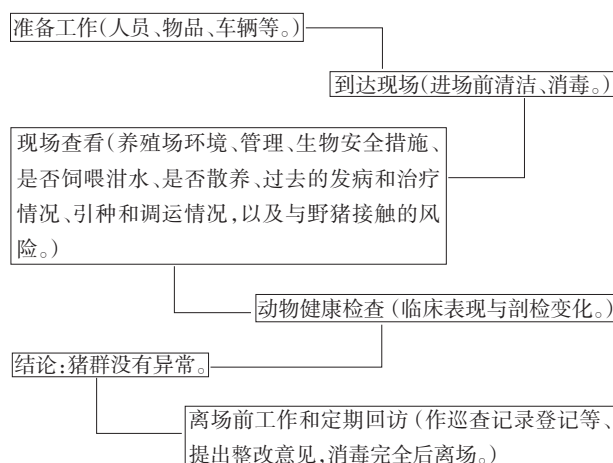 准备工作(人员、物品、车辆等。)
到达现场(进场前清洁、消毒。)
现场查看(养殖场环境、管理、生物安全措施、
是否饲喂泔水、是否散养、过去的发病和治疗
情况、引种和调运情况,以及与野猪接触的风
险。)
动物健康检查(临床表现与剖检变化。)
结论:猪群没有异常。
离场前工作和定期回访(作巡查记录登记等、
提出整改意见,消毒完全后离场。)